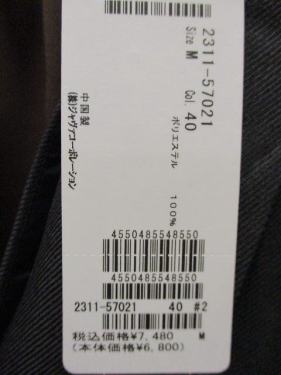 2311-57021
Size M Col. 40
ポリエステル 100%
中国製
(株)ジャヴァコーポレーション
4550485548550
4550485548550
2311-57021 40 #2
税込価格¥7,480 M
(本体価格¥6,800)